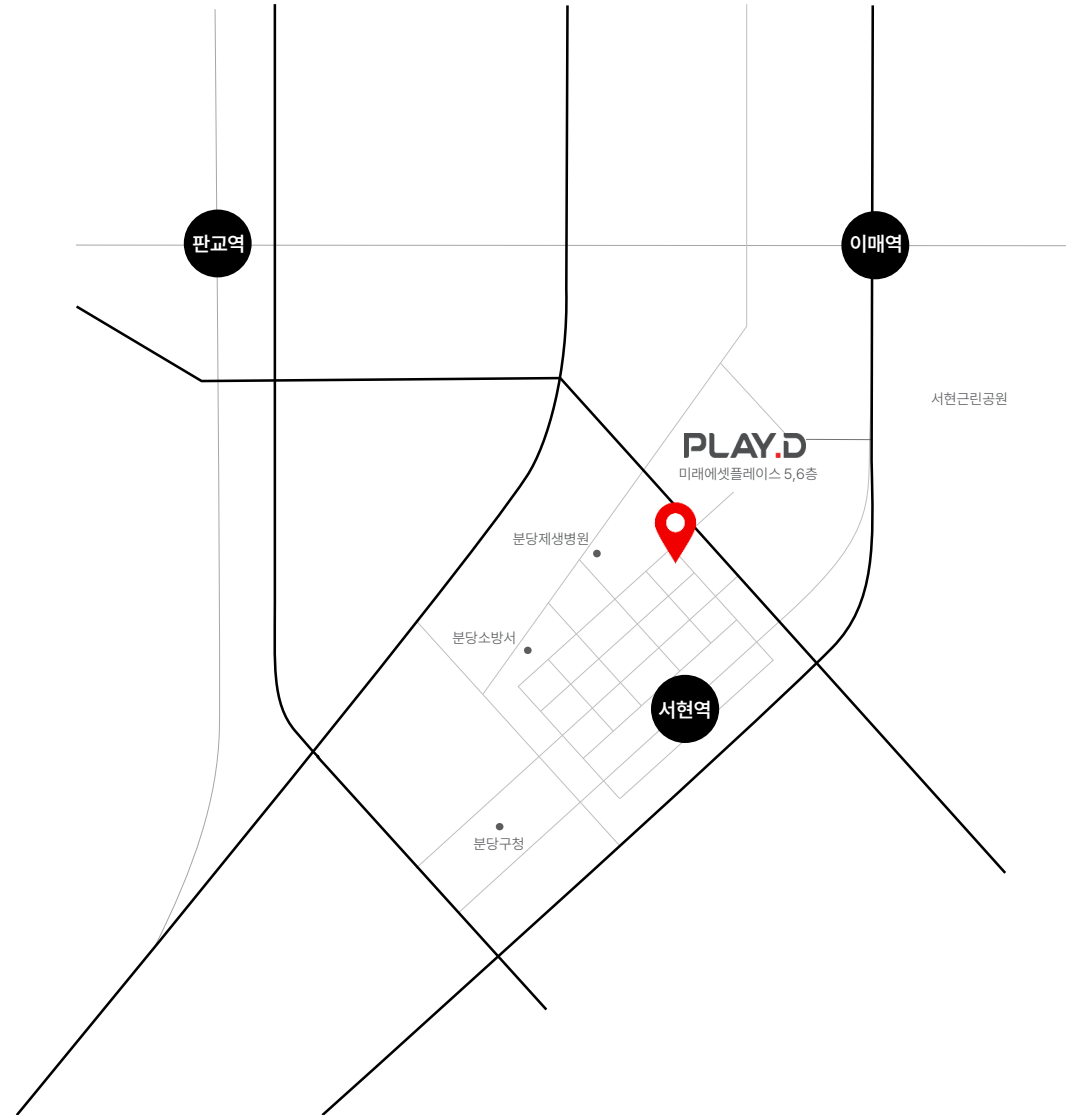 판교역
이매역
서현근린공원
PLAY.D
미래에셋플레이스 5,6층
분당제생병원
분당소방서
서현역
분당구청